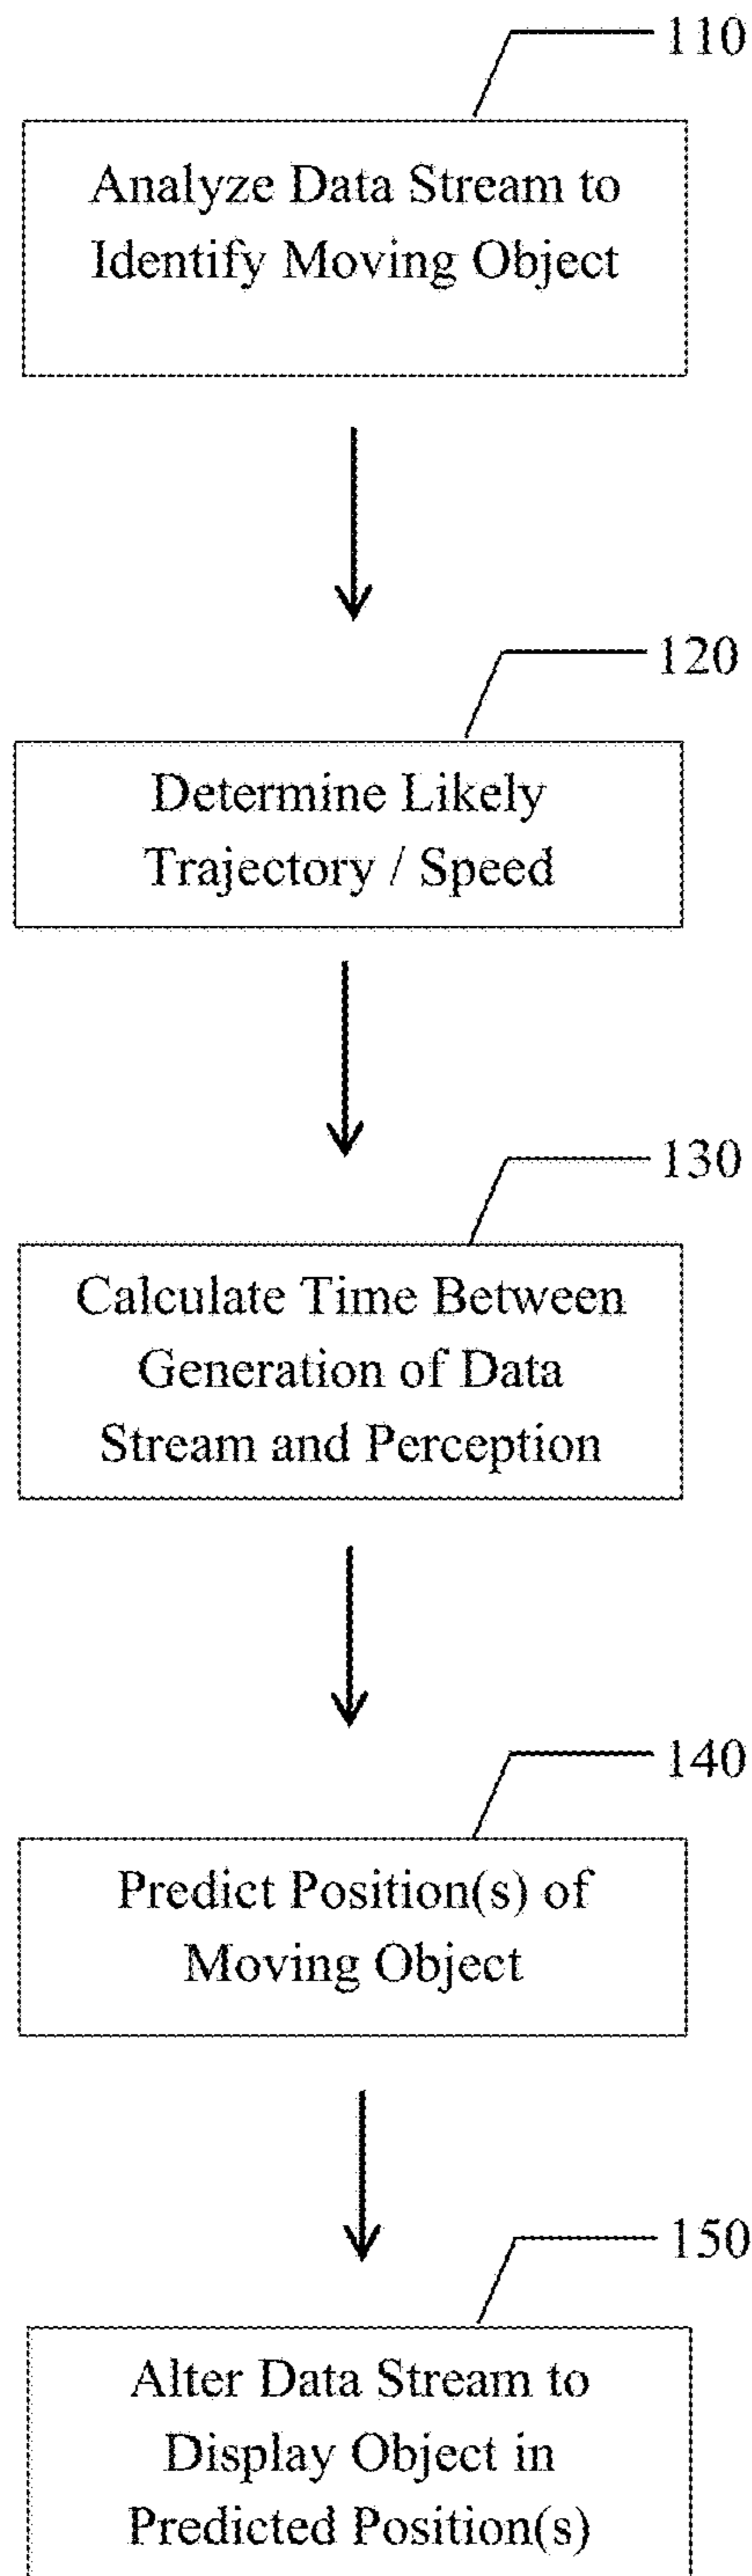 110
Analyze Data Stream to
Identify Moving Object
120
Determine Likely
Trajectory / Speed
130
Calculate Time Between
Generation of Data
Stream and Perception
140
Predict Position(s) of
Moving Object
150
Alter Data Stream to
Display Object in
Predicted Position(s)